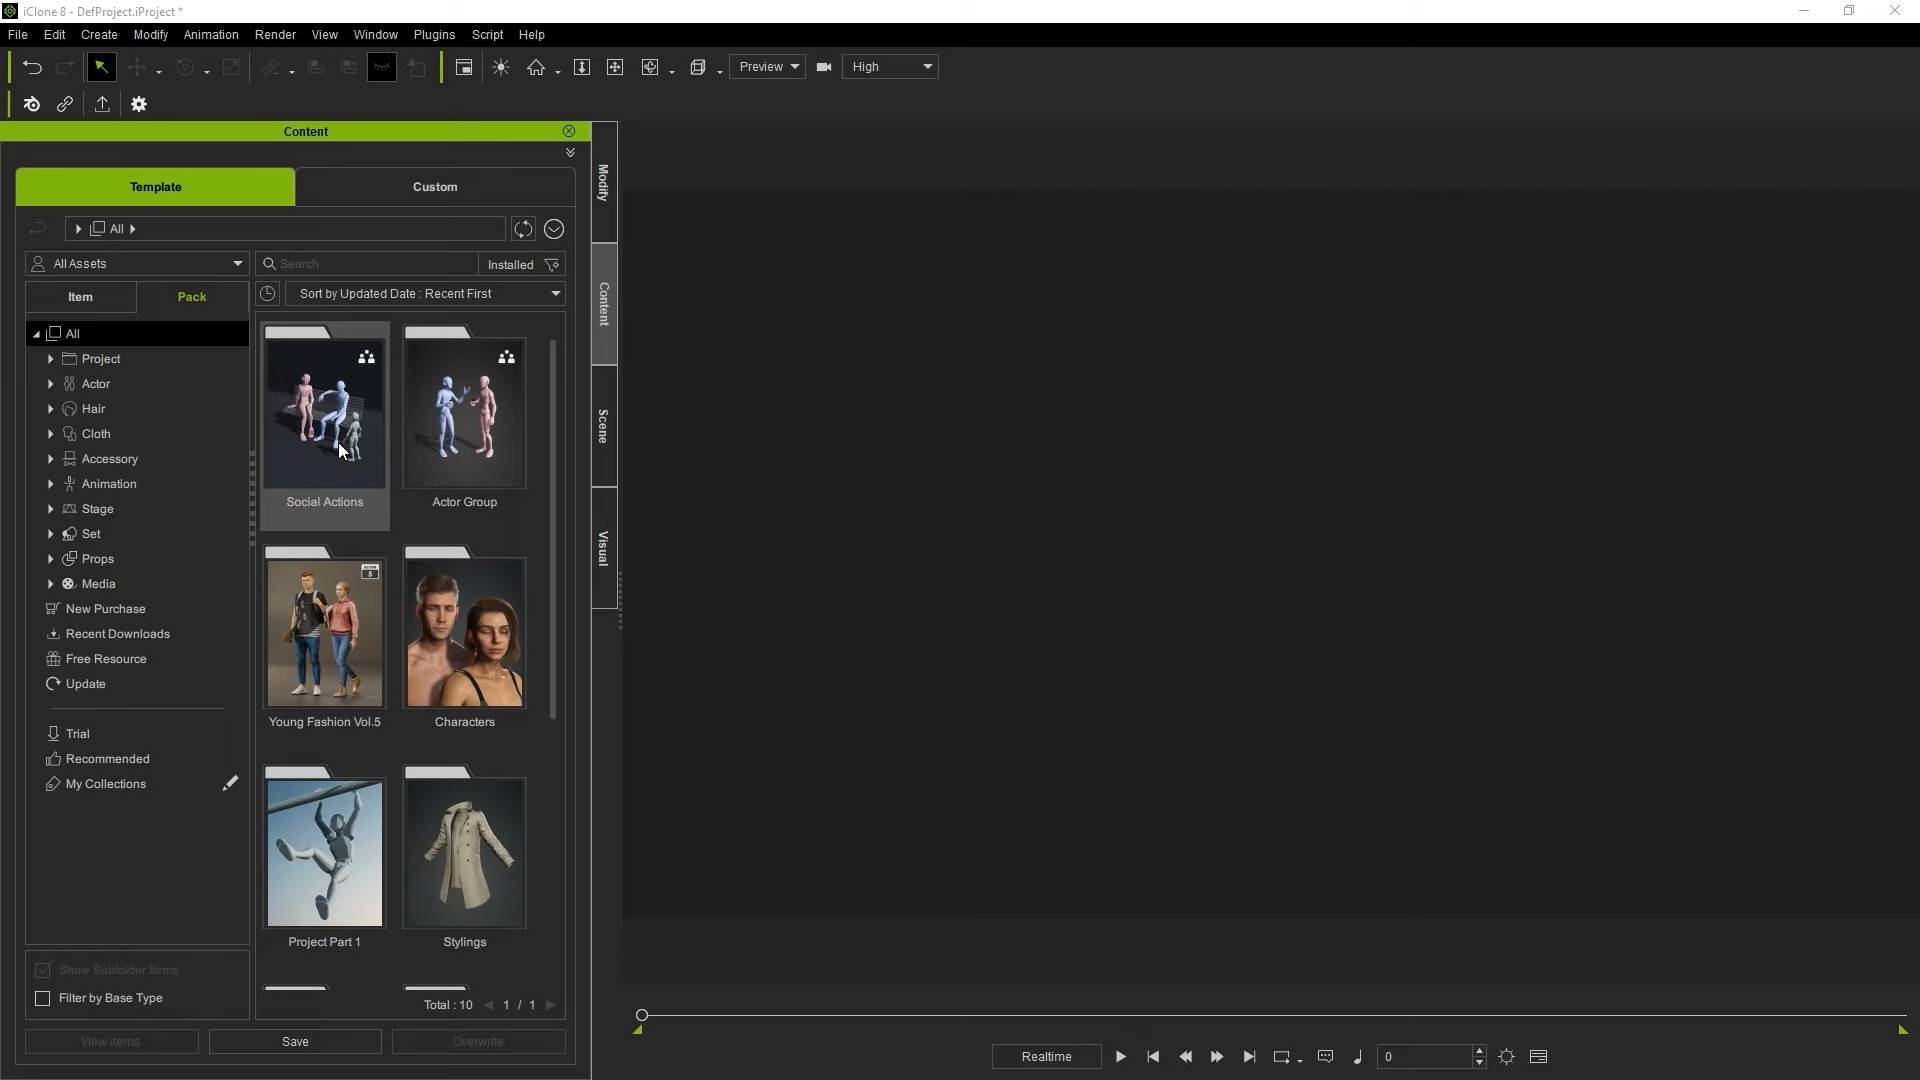 iClone 8 - DefProject.iProject *
File Edit Create Modify Animation Render View Window Plugins Script Help
Preview High
Content
Template Custom
All
All Assets Search Installed
Item Pack Sort by Updated Date : Recent First
All
Project
Actor
Hair
Cloth
Accessory
Animation
Stage
Set
Props
Media
New Purchase
Recent Downloads
Free Resource
Update
Trial
Recommended
My Collections
Show Subfolder Items
Filter by Base Type
Social Actions Actor Group
Young Fashion Vol.5 Characters
Project Part 1 Stylings
Total : 10 1 / 1
View Items Save Overwrite
Modify
Content
Scene
Visual
Realtime 0